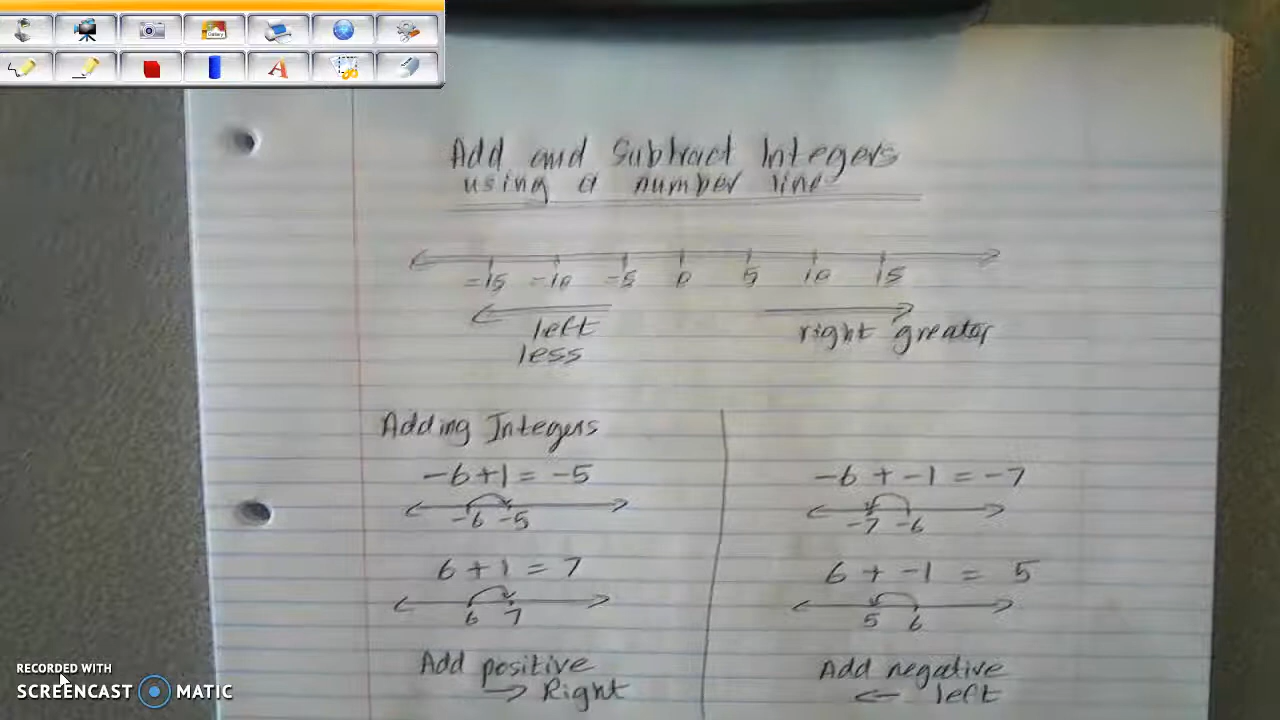 Add and Subtract Integers
using a number line
-15 -10 -5 0 5 10 15
left
less
right greator
Adding Integers
-6+1 = -5
-6 -5
6 + 1 = 7
6 7
Add positive
→ Right
-6 + -1 = -7
-7 -6
6 + -1 = 5
5 6
Add negative
← left
RECORDED WITH
SCREENCAST MATIC